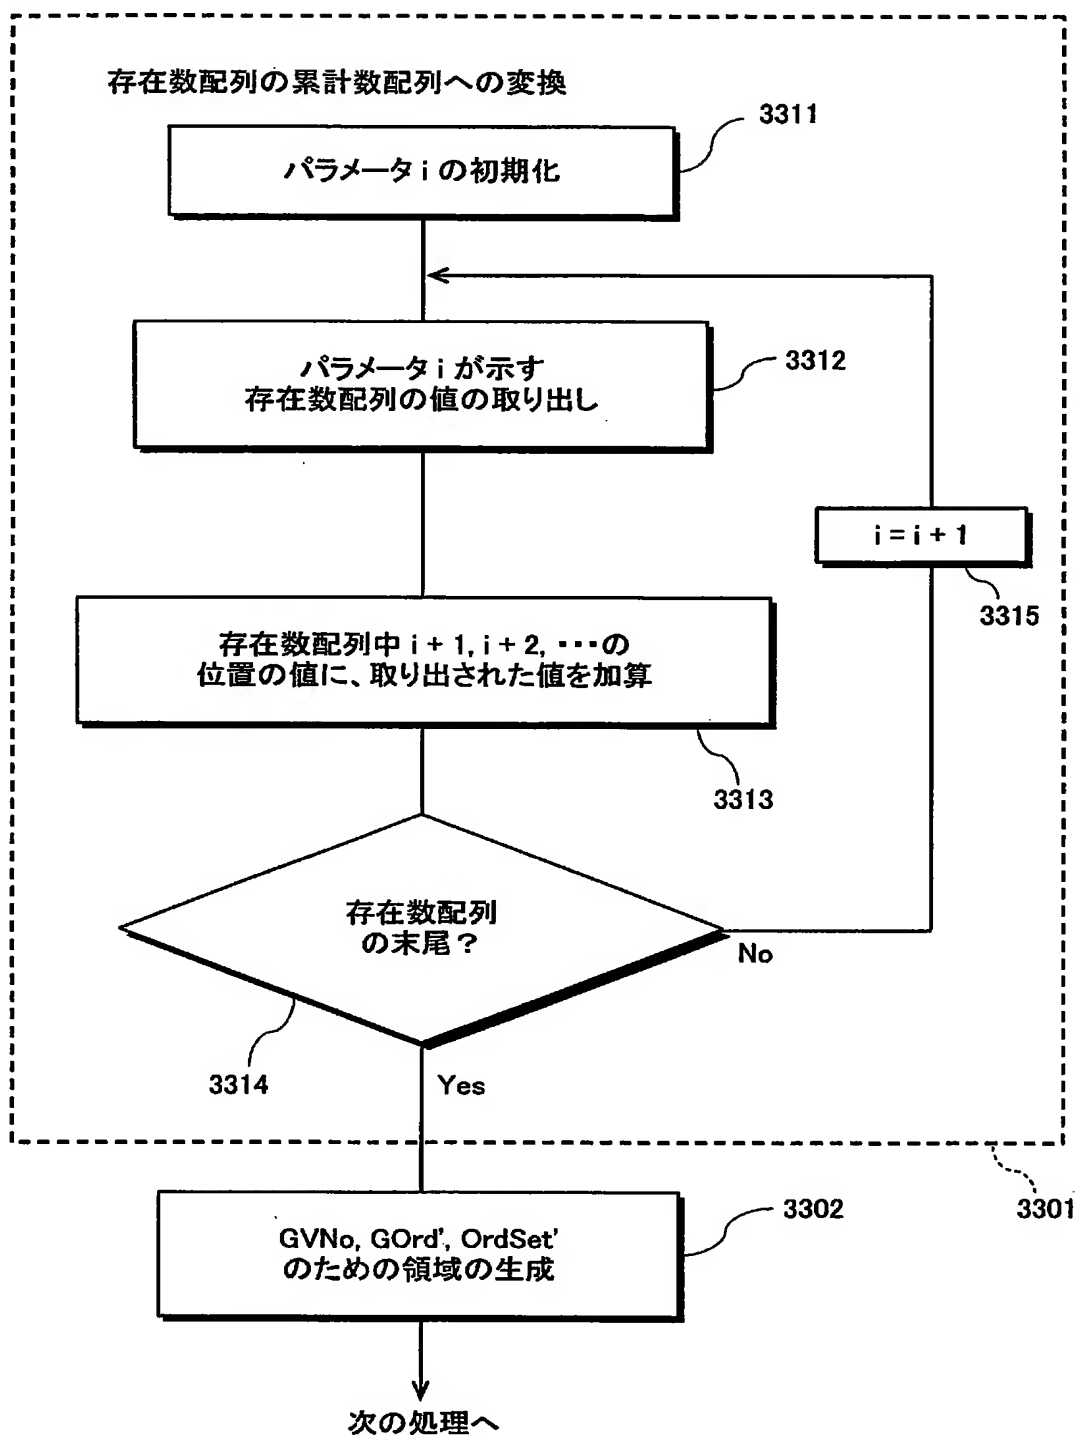 存在数配列の累計数配列への変換
3311
パラメータ i の初期化
パラメータ i が示す
存在数配列の値の取り出し
3312
i = i + 1
3315
存在数配列中 i + 1, i + 2, ･･･の
位置の値に、取り出された値を加算
3313
存在数配列
の末尾？
No
3314
Yes
3301
GVNo, GOrd', OrdSet'
のための領域の生成
3302
次の処理へ